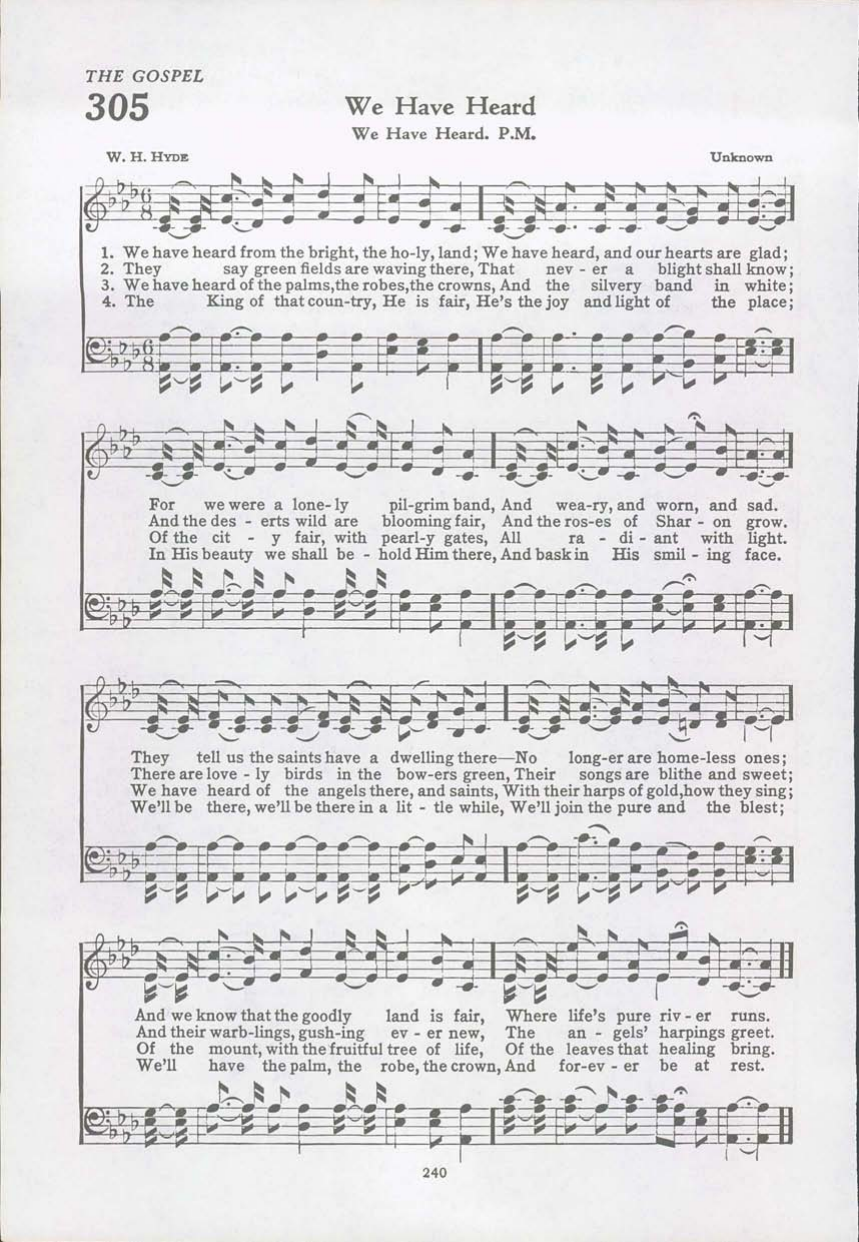 THE GOSPEL
305
We Have Heard
We Have Heard. P.M.
W. H. HYDE Unknown
1. We have heard from the bright, the ho-ly, land; We have heard, and our hearts are glad;
2. They say green fields are waving there, That nev - er a blight shall know;
3. We have heard of the palms,the robes,the crowns, And the silvery band in white;
4. The King of that coun-try, He is fair, He's the joy and light of the place;
For we were a lone-ly pil-grim band, And wea-ry, and worn, and sad.
And the des - erts wild are blooming fair, And the ros-es of Shar - on grow.
Of the cit - y fair, with pearl-y gates, All ra - di - ant with light.
In His beauty we shall be - hold Him there, And bask in His smil - ing face.
They tell us the saints have a dwelling there—No long-er are home-less ones;
There are love - ly birds in the bow-ers green, Their songs are blithe and sweet;
We have heard of the angels there, and saints, With their harps of gold,how they sing;
We'll be there, we'll be there in a lit - tle while, We'll join the pure and the blest;
And we know that the goodly land is fair, Where life's pure riv - er runs.
And their warb-lings, gush-ing ev - er new, The an - gels' harpings greet.
Of the mount, with the fruitful tree of life, Of the leaves that healing bring.
We'll have the palm, the robe, the crown, And for-ev - er be at rest.
240